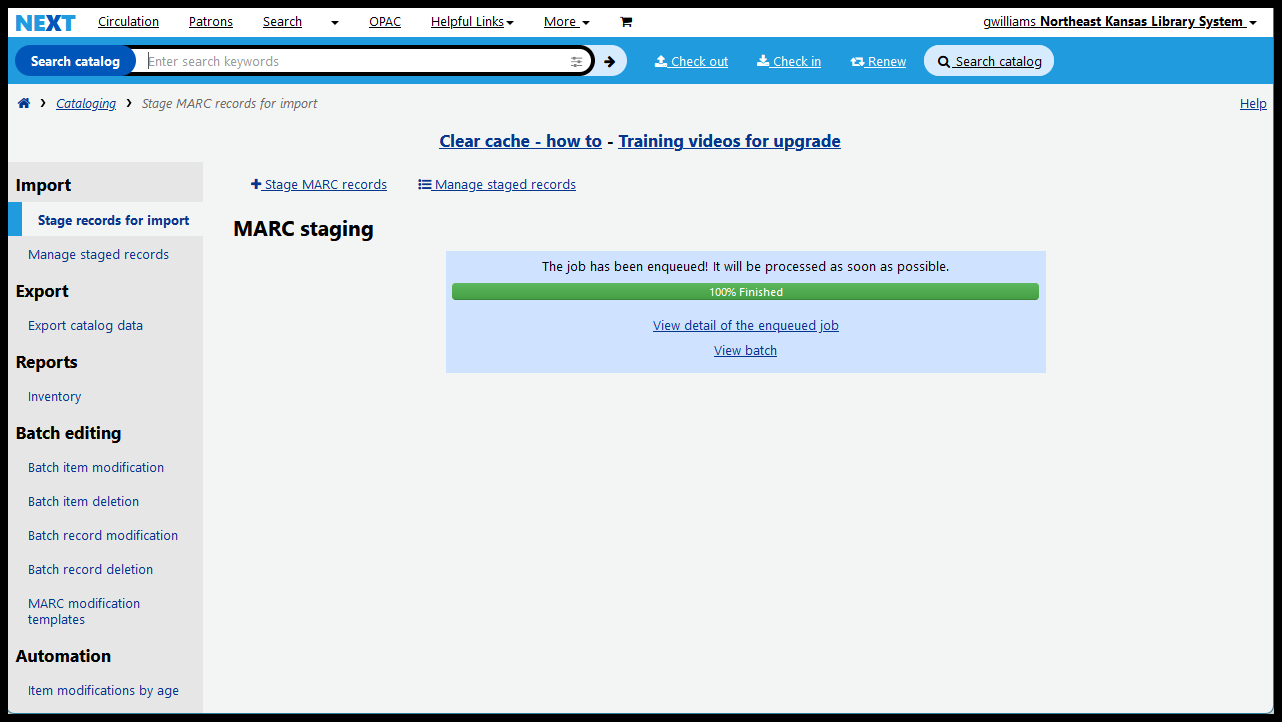 NEXT Circulation Patrons Search OPAC Helpful Links More qwilliams Northeast Kansas Library System
Search catalog Enter search keywords Check out Check in Renew Search catalog
Cataloging Stage MARC records for import Help
Clear cache - how to - Training videos for upgrade
Import
Stage records for import
Manage staged records
Export
Export catalog data
Reports
Inventory
Batch editing
Batch item modification
Batch item deletion
Batch record modification
Batch record deletion
MARC modification
templates
Automation
Item modifications by age
Stage MARC records Manage staged records
MARC staging
The job has been enqueued! It will be processed as soon as possible.
100% Finished
View detail of the enqueued job
View batch